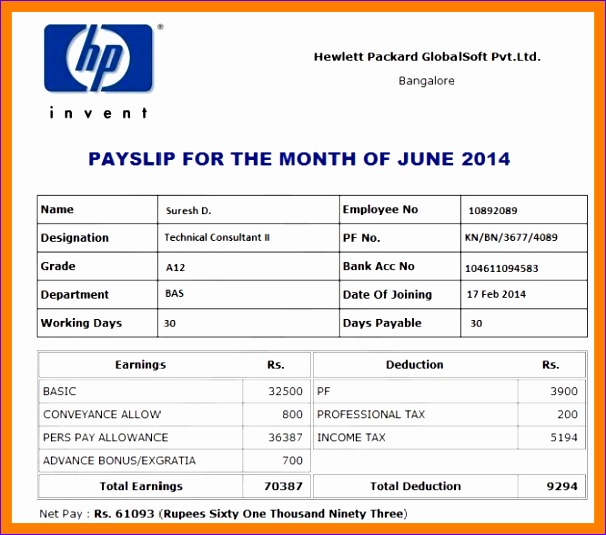 hp
®
invent
Hewlett Packard GlobalSoft Pvt.Ltd.
Bangalore
PAYSLIP FOR THE MONTH OF JUNE 2014
Name Suresh D. Employee No 10892089
Designation Technical Consultant II PF No. KN/BN/3677/4089
Grade A12 Bank Acc No 104611094583
Department BAS Date Of Joining 17 Feb 2014
Working Days 30 Days Payable 30
Earnings Rs. Deduction Rs.
BASIC 32500 PF 3900
CONVEYANCE ALLOW 800 PROFESSIONAL TAX 200
PERS PAY ALLOWANCE 36387 INCOME TAX 5194
ADVANCE BONUS/EXGRATIA 700
Total Earnings 70387 Total Deduction 9294
Net Pay : Rs. 61093 (Rupees Sixty One Thousand Ninety Three)